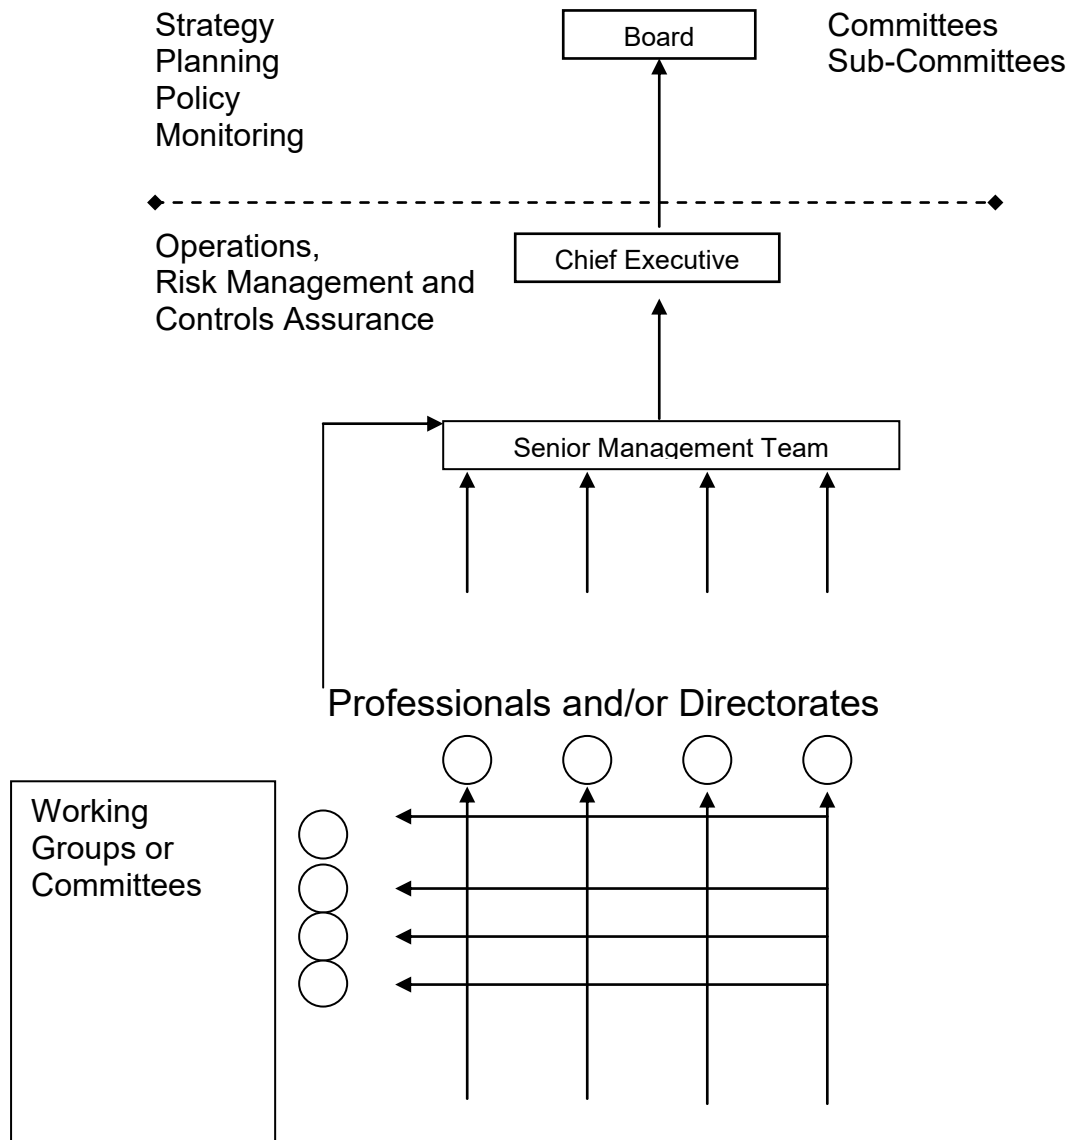 Strategy
Planning
Policy
Monitoring
Board
Committees
Sub-Committees
Operations,
Risk Management and
Controls Assurance
Chief Executive
Senior Management Team
Professionals and/or Directorates
Working
Groups or
Committees